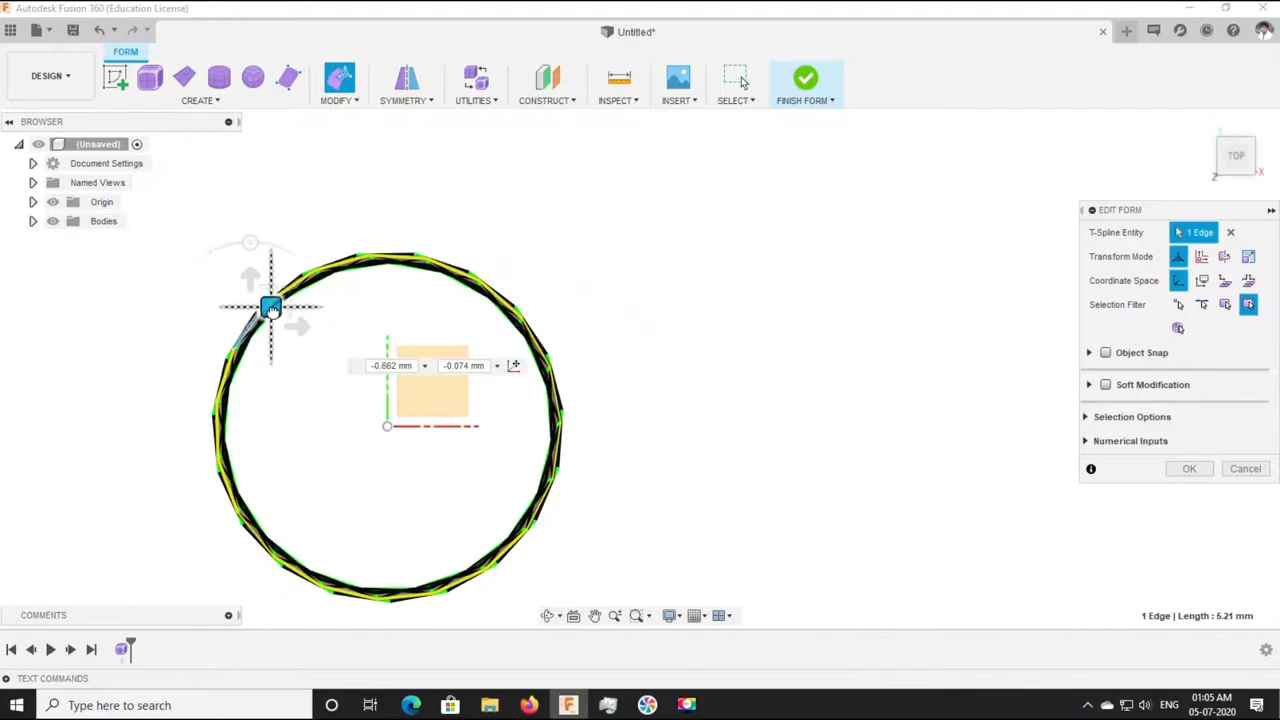 Autodesk Fusion 360 (Education License)
Untitled*
FORM
DESIGN
CREATE
MODIFY
SYMMETRY
UTILITIES
CONSTRUCT
INSPECT
INSERT
SELECT
FINISH FORM
BROWSER
(Unsaved)
Document Settings
Named Views
Origin
Bodies
TOP
X
Z
EDIT FORM
T-Spline Entity
1 Edge
Transform Mode
Coordinate Space
Selection Filter
Object Snap
Soft Modification
Selection Options
Numerical Inputs
OK
Cancel
-0.662 mm
-0.074 mm
COMMENTS
1 Edge | Length : 5.21 mm
TEXT COMMANDS
Type here to search
ENG
01:05 AM
05-07-2020